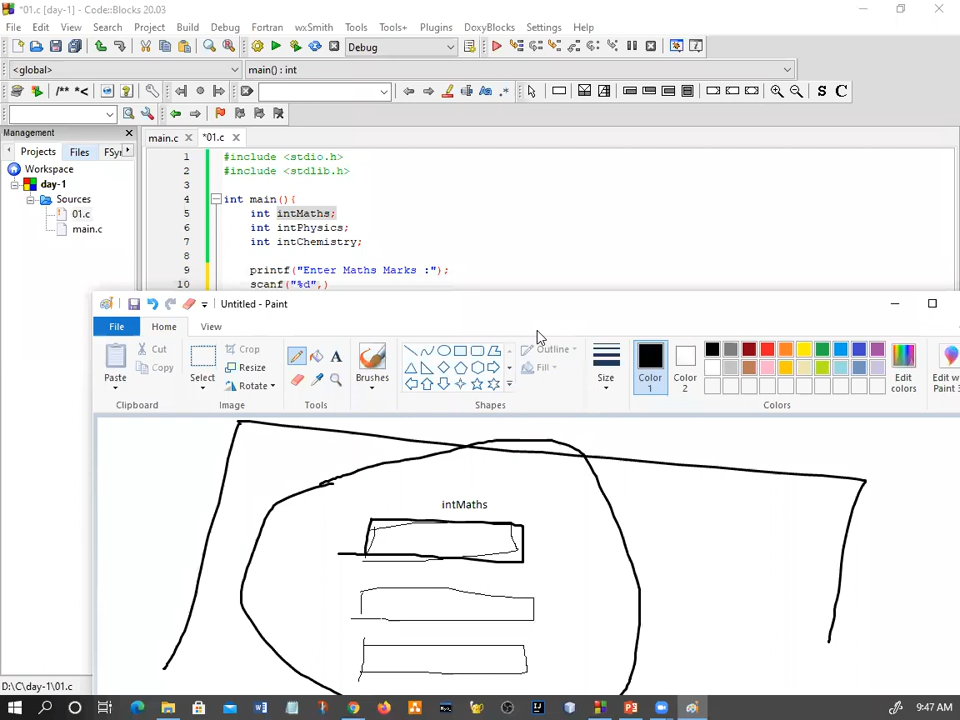 *01.c [day-1] - Code::Blocks 20.03
File Edit View Search Project Build Debug Fortran wxSmith Tools Tools+ Plugins DoxyBlocks Settings Help
Debug
<global> main() : int
/** *< Aa .* S C
Management
Projects Files FSy
main.c *01.c
Workspace
day-1
Sources
01.c
main.c
1 #include <stdio.h>
2 #include <stdlib.h>
3
4 int main(){
5 int intMaths;
6 int intPhysics;
7 int intChemistry;
8
9 printf("Enter Maths Marks :");
10 scanf("%d",)
Untitled - Paint
File Home View
Paste Cut Copy
Clipboard
Select Crop Resize Rotate
Image
A
Tools
Brushes
Outline Fill
Shapes
Size
Color 1
Color 2
Edit colors
Edit w
Paint 3
Colors
intMaths
D:\C\day-1\01.c
9:47 AM